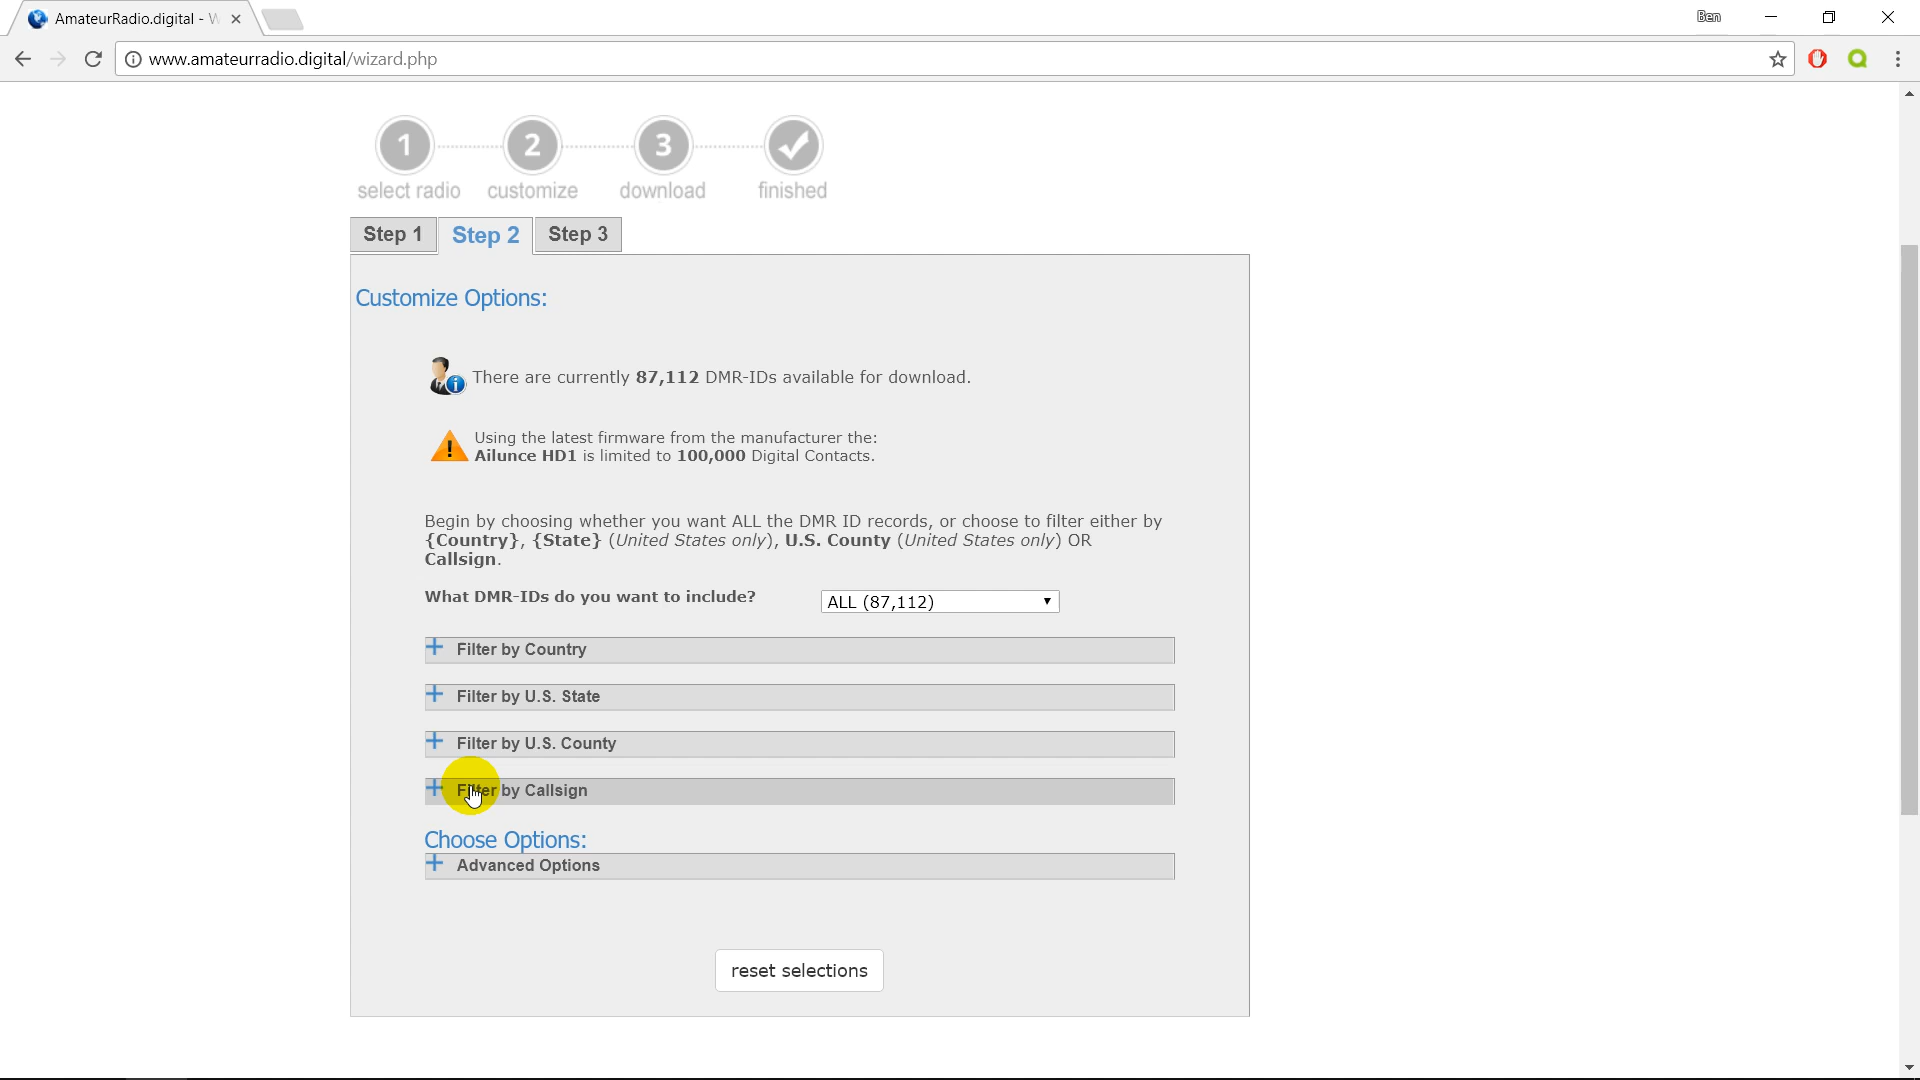 AmateurRadio.digital - W
Ben
www.amateurradio.digital/wizard.php
1 2 3
select radio customize download finished
Step 1 Step 2 Step 3
Customize Options:
There are currently 87,112 DMR-IDs available for download.
Using the latest firmware from the manufacturer the:
Ailunce HD1 is limited to 100,000 Digital Contacts.
Begin by choosing whether you want ALL the DMR ID records, or choose to filter either by
{Country}, {State} (United States only), U.S. County (United States only) OR
Callsign.
What DMR-IDs do you want to include? ALL (87,112)
Filter by Country
Filter by U.S. State
Filter by U.S. County
Filter by Callsign
Choose Options:
Advanced Options
reset selections